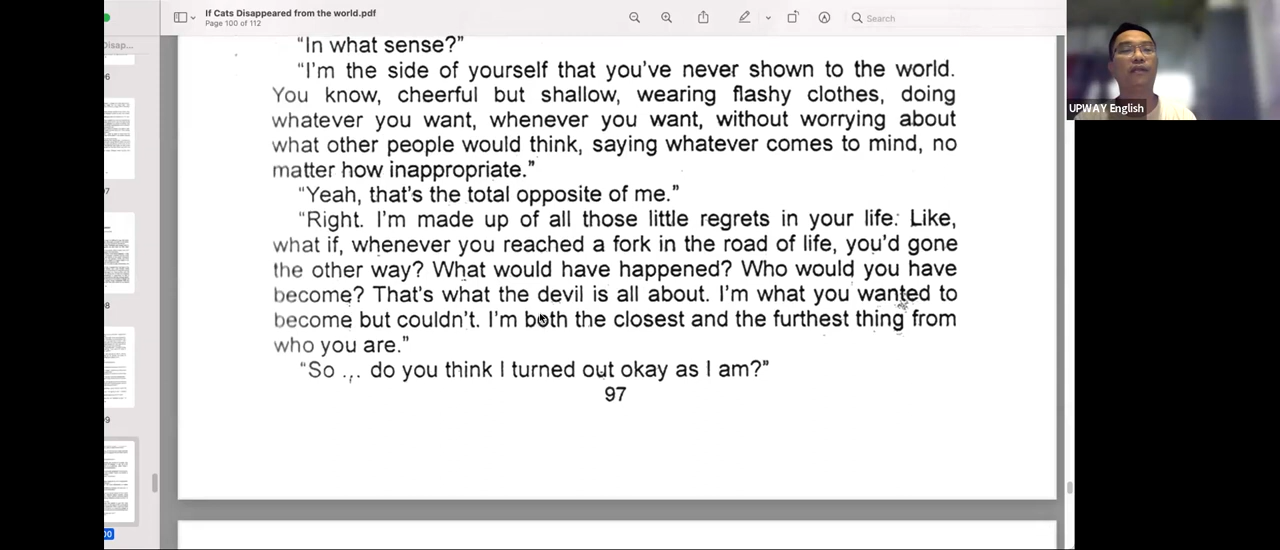 If Cats Disappeared from the world.pdf
Page 100 of 112
Search
Disap...
UPWAY English
“In what sense?”
“I’m the side of yourself that you’ve never shown to the world.
You know, cheerful but shallow, wearing flashy clothes, doing
whatever you want, whenever you want, without worrying about
what other people would think, saying whatever comes to mind, no
matter how inappropriate.”
“Yeah, that’s the total opposite of me.”
“Right. I’m made up of all those little regrets in your life. Like,
what if, whenever you reached a fork in the road of life, you’d gone
the other way? What would have happened? Who would you have
become? That’s what the devil is all about. I’m what you wanted to
become but couldn’t. I’m both the closest and the furthest thing from
who you are.”
“So ... do you think I turned out okay as I am?”
97